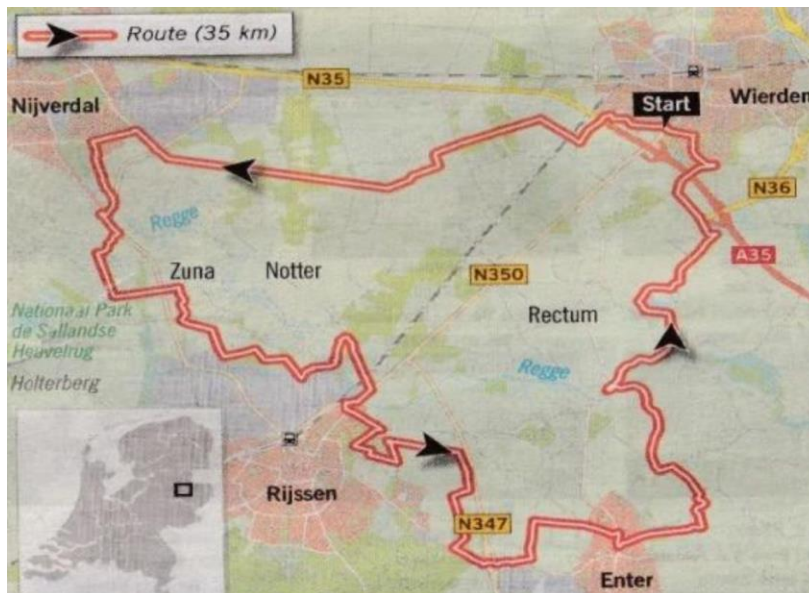 Route (35 km)
N35
Nijverdal
Start
Wierden
N36
Regge
A35
Zuna
Notter
N350
Nationaal Park
de Sallandse
Heuvelrug
Rectum
Holterberg
Regge
Rijssen
N347
Enter